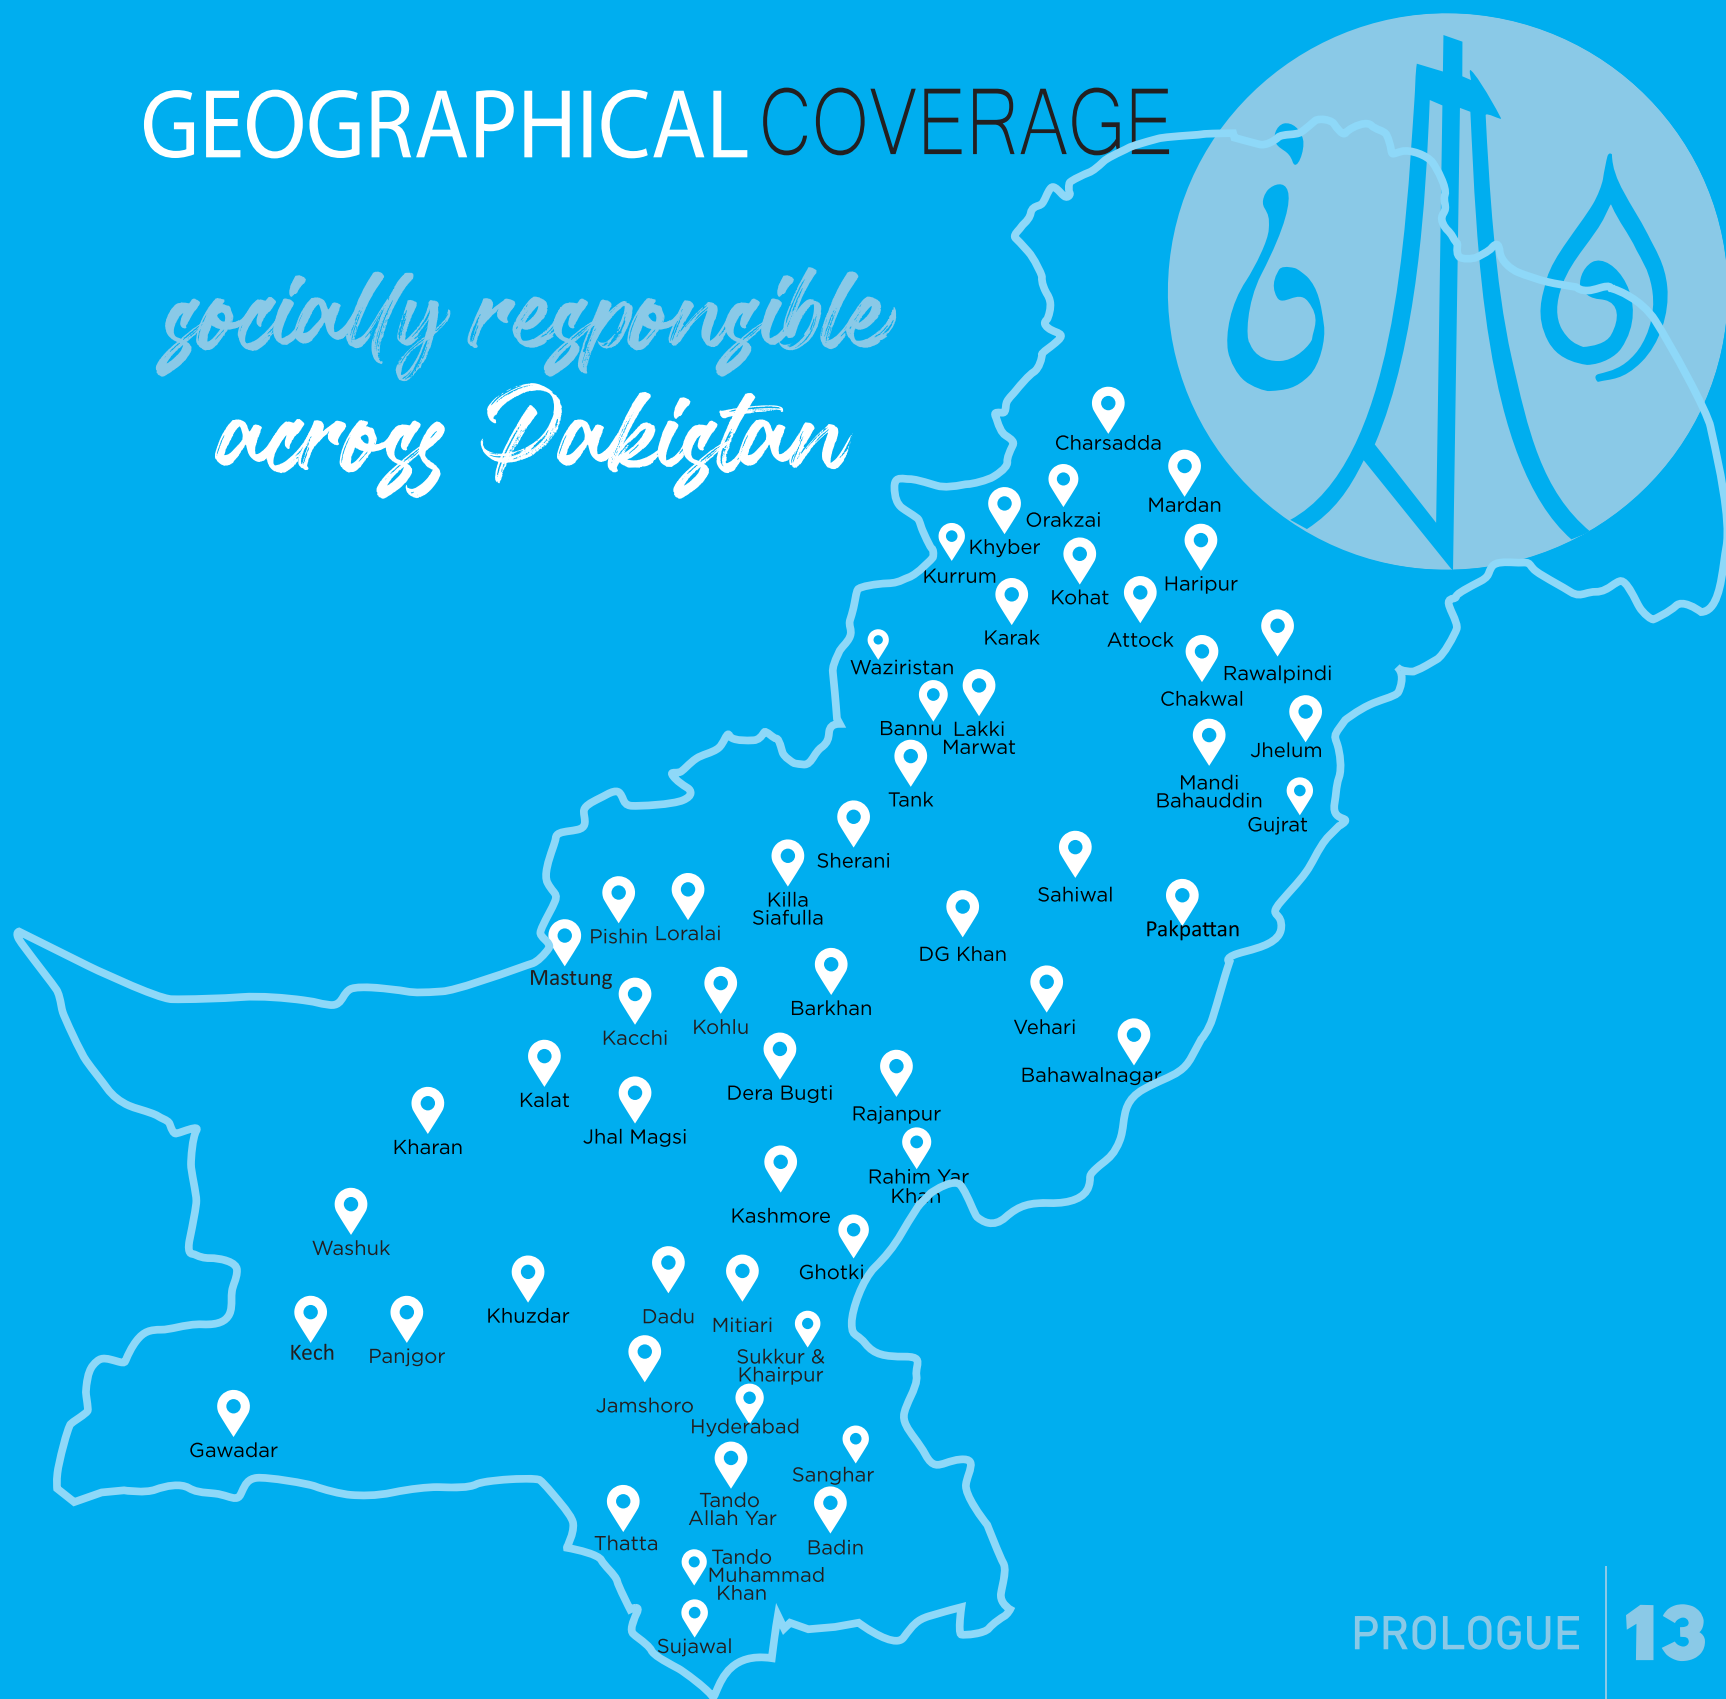 GEOGRAPHICAL COVERAGE
socially responsible
across Pakistan
Charsadda
Mardan
Orakzai
Khyber
Kurrum
Haripur
Kohat
Karak
Attock
Waziristan
Rawalpindi
Chakwal
Bannu
Lakki
Marwat
Jhelum
Mandi
Bahauddin
Tank
Gujrat
Sherani
Killa
Siafulla
Sahiwal
Pakpattan
Pishin
Loralai
DG Khan
Mastung
Barkhan
Kacchi
Kohlu
Vehari
Bahawalnagar
Kalat
Dera Bugti
Rajanpur
Jhal Magsi
Kharan
Rahim Yar
Khan
Kashmore
Washuk
Ghotki
Khuzdar
Dadu
Mitiari
Kech
Panjgor
Sukkur &
Khairpur
Jamshoro
Hyderabad
Gawadar
Sanghar
Tando
Allah Yar
Thatta
Badin
Tando
Muhammad
Khan
Sujawal
PROLOGUE
13